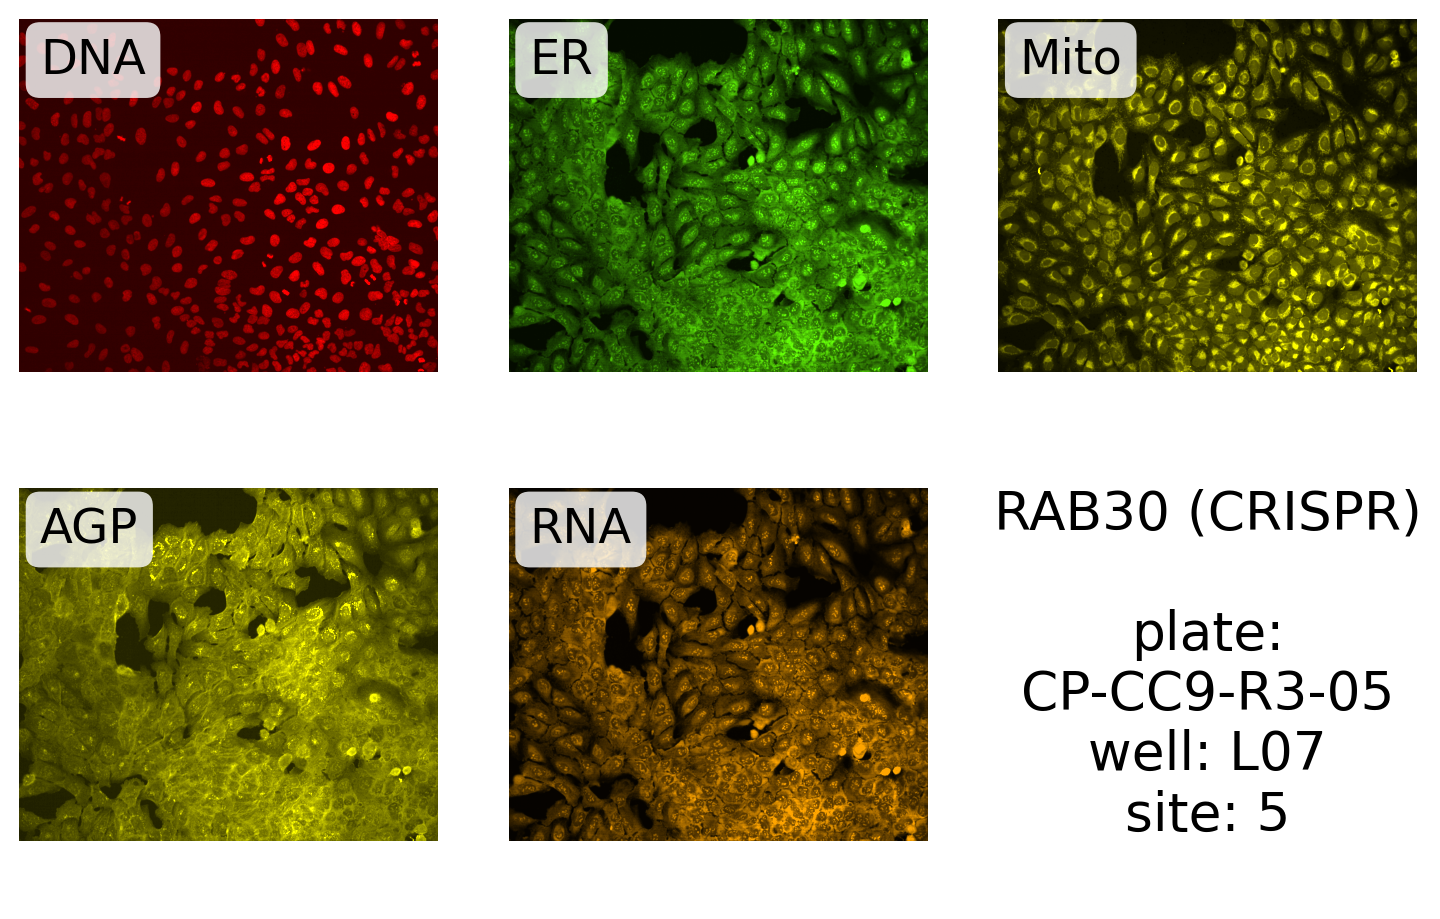 DNA
ER
Mito
AGP
RNA
RAB30 (CRISPR)
plate:
CP-CC9-R3-05
well: L07
site: 5